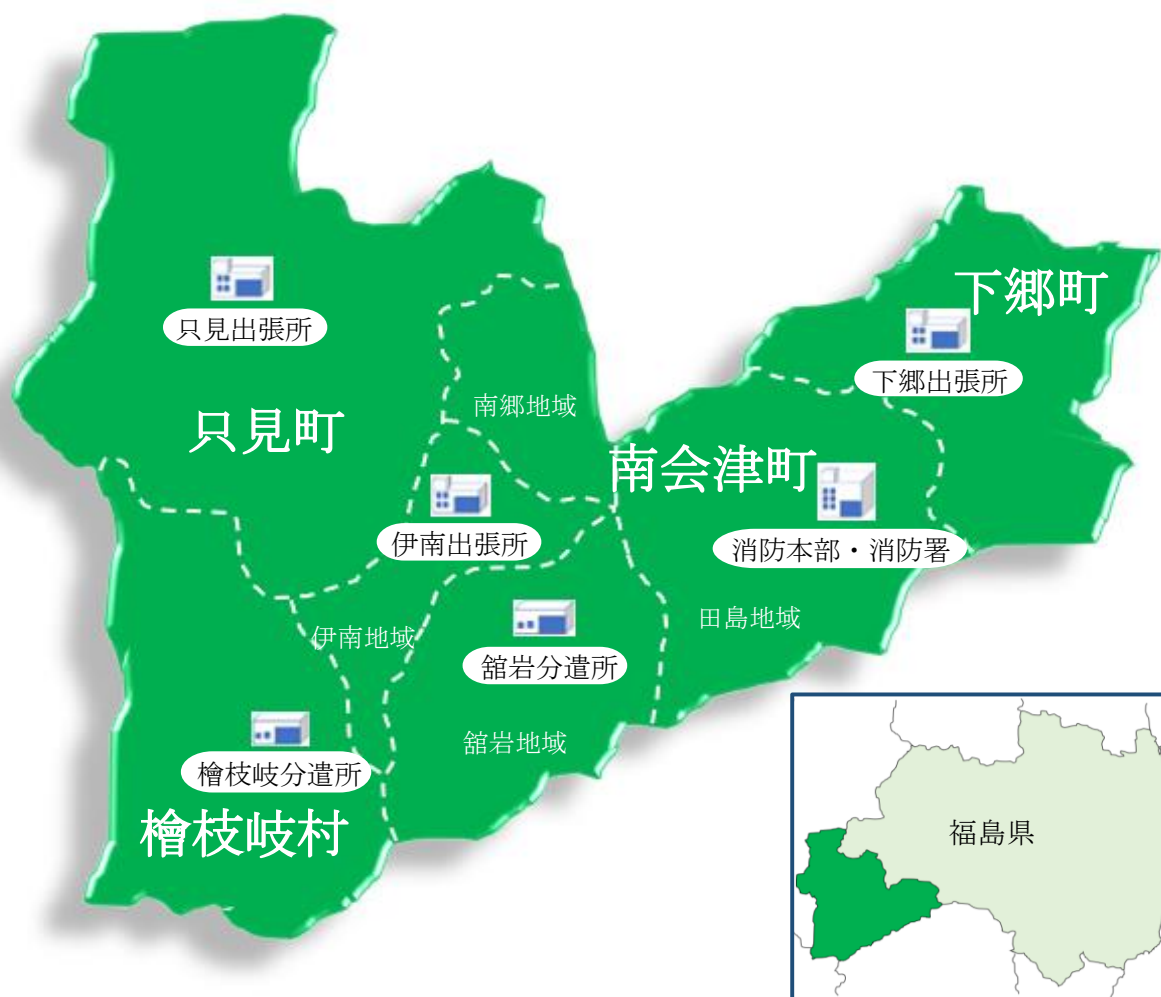 下郷町
只見出張所
下郷出張所
南郷地域
只見町
南会津町
伊南出張所
消防本部・消防署
田島地域
伊南地域
舘岩分遣所
舘岩地域
檜枝岐分遣所
檜枝岐村
福島県